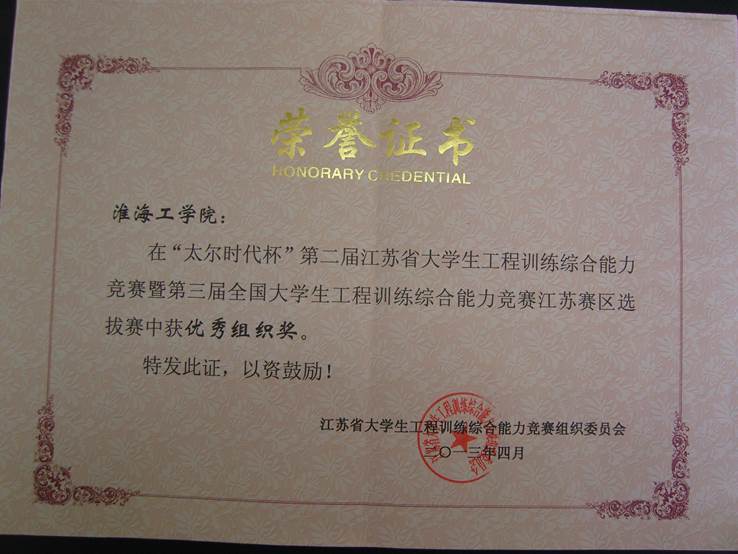 荣誉证书
HONORARY CREDENTIAL
淮海工学院：
在“太尔时代杯”第二届江苏省大学生工程训练综合能力
竞赛暨第三届全国大学生工程训练综合能力竞赛江苏赛区选
拔赛中获优秀组织奖。
特发此证，以资鼓励！
江苏省大学生工程训练综合能力竞赛组织委员会
二〇一三年四月